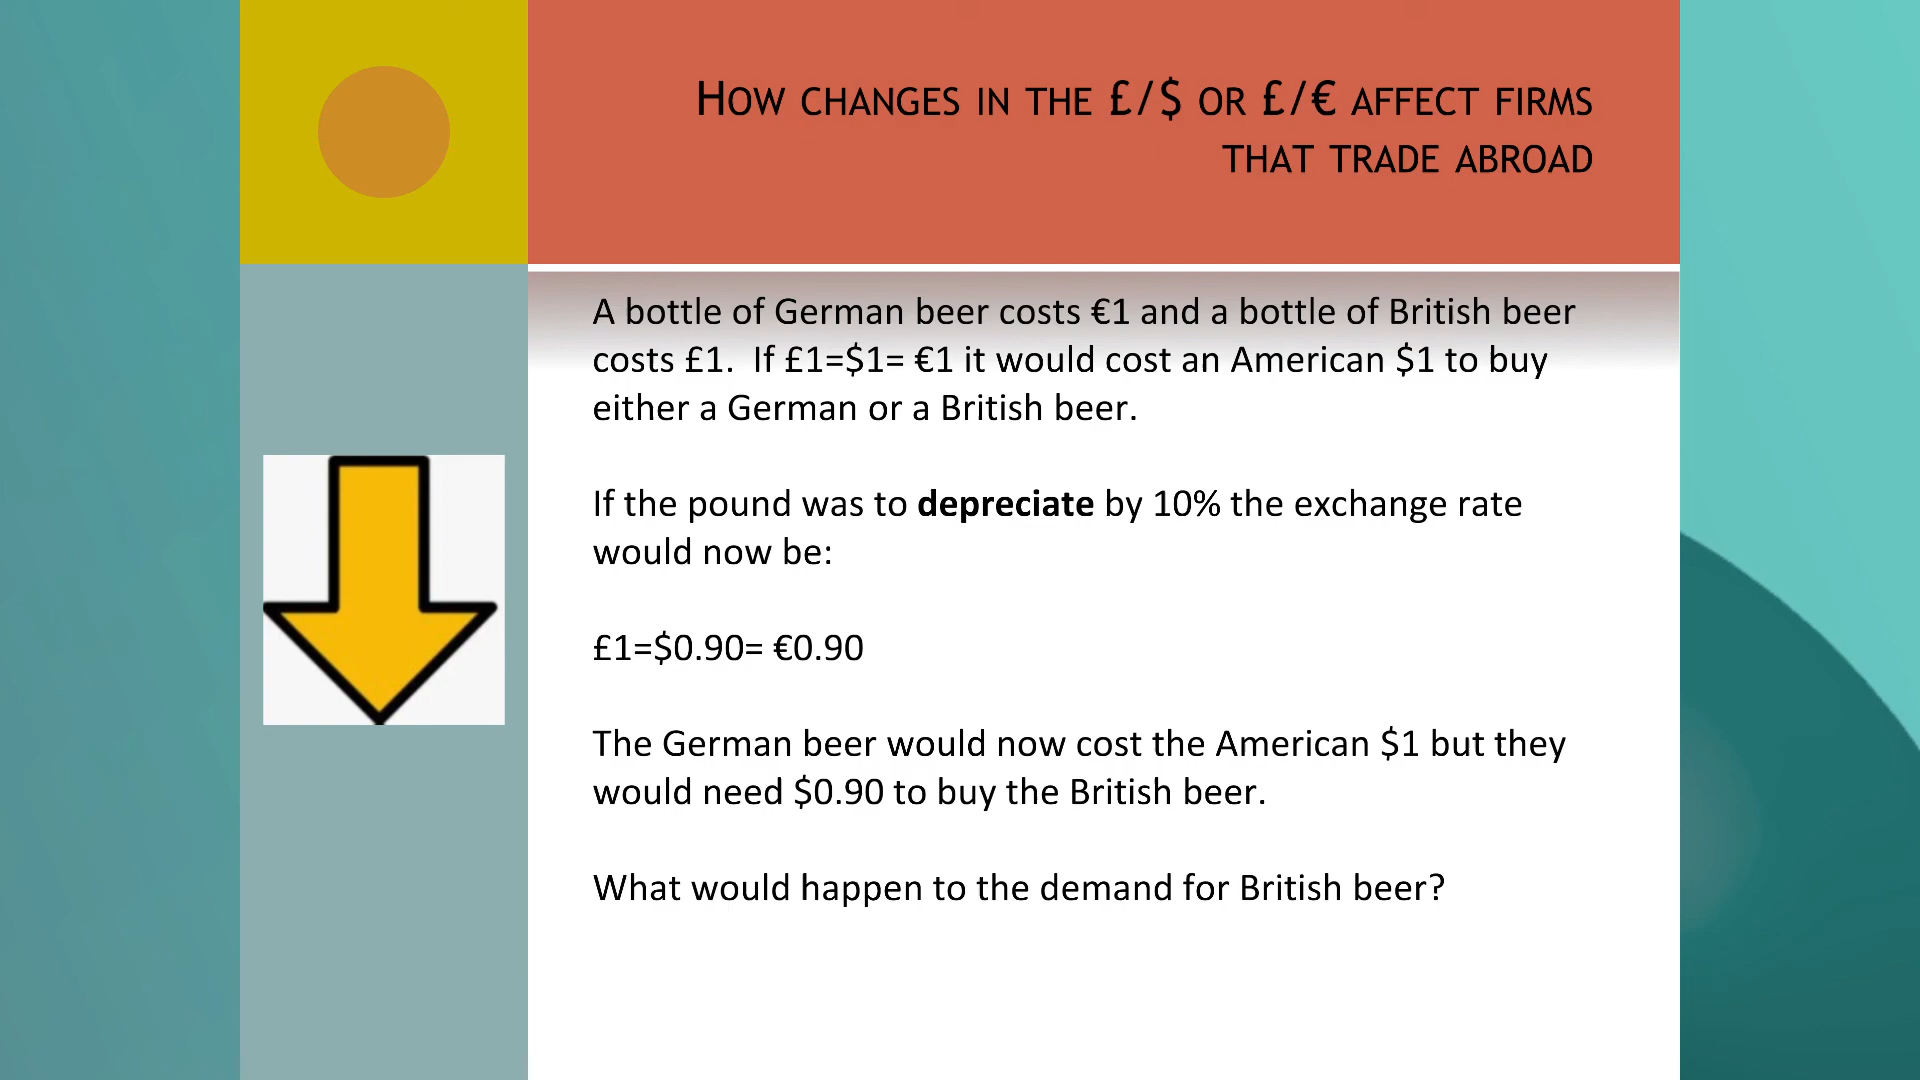 How changes in the £/$ or £/€ affect firms
that trade abroad
A bottle of German beer costs €1 and a bottle of British beer
costs £1.  If £1=$1= €1 it would cost an American $1 to buy
either a German or a British beer.
If the pound was to depreciate by 10% the exchange rate
would now be:
£1=$0.90= €0.90
The German beer would now cost the American $1 but they
would need $0.90 to buy the British beer.
What would happen to the demand for British beer?